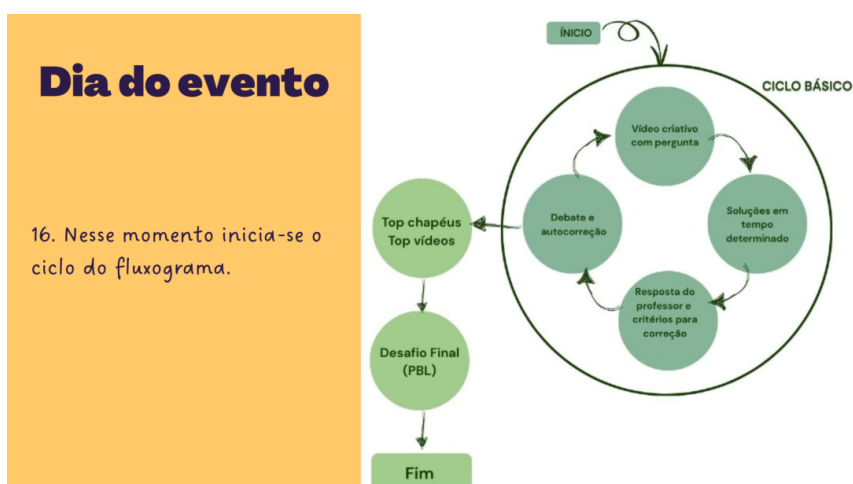 Dia do evento
16. Nesse momento inicia-se o
ciclo do fluxograma.
ÍNICIO
CICLO BÁSICO
Vídeo criativo
com pergunta
Soluções em
tempo
determinado
Resposta do
professor e
critérios para
correção
Debate e
autocorreção
Top chapéus
Top vídeos
Desafio Final
(PBL)
Fim